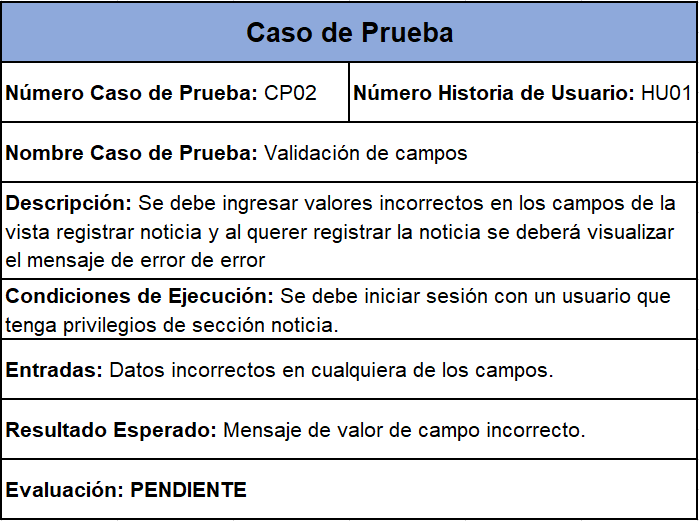 Caso de Prueba
Número Caso de Prueba: CP02
Número Historia de Usuario: HU01
Nombre Caso de Prueba: Validación de campos
Descripción: Se debe ingresar valores incorrectos en los campos de la
vista registrar noticia y al querer registrar la noticia se deberá visualizar
el mensaje de error de error
Condiciones de Ejecución: Se debe iniciar sesión con un usuario que
tenga privilegios de sección noticia.
Entradas: Datos incorrectos en cualquiera de los campos.
Resultado Esperado: Mensaje de valor de campo incorrecto.
Evaluación: PENDIENTE